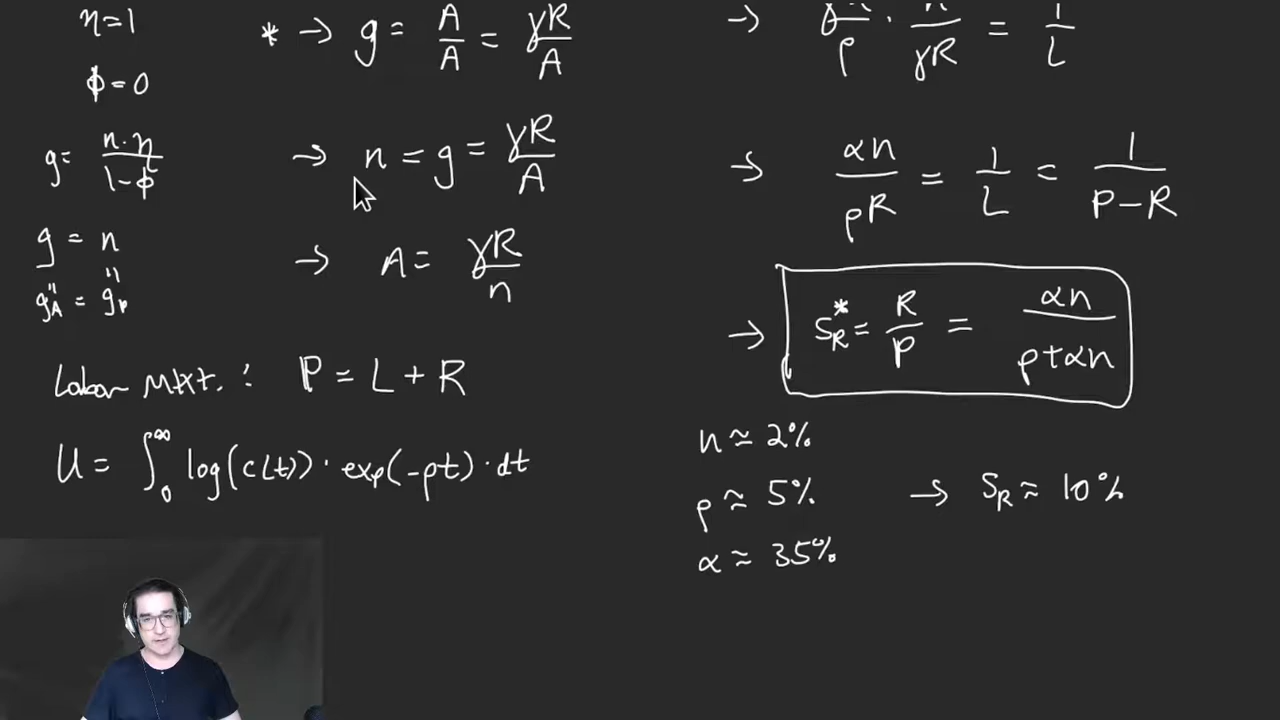 η=1
ϕ=0
g= n·η / 1-ϕ
g = n
g_A = g_P
* → g= Ȧ/A = γR/A
→ n = g = γR/A
→ A= γR/n
Labor Mkt.: P = L + R
U = ∫₀^∞ log(c(t))·exp(-ρt)·dt
→ = 1/L
→ αn/ρR = 1/L = 1/(P-R)
→ S_R* = R/P = αn/(ρ+αn)
n ≈ 2%
ρ ≈ 5% → S_R ≈ 10%
α ≈ 35%